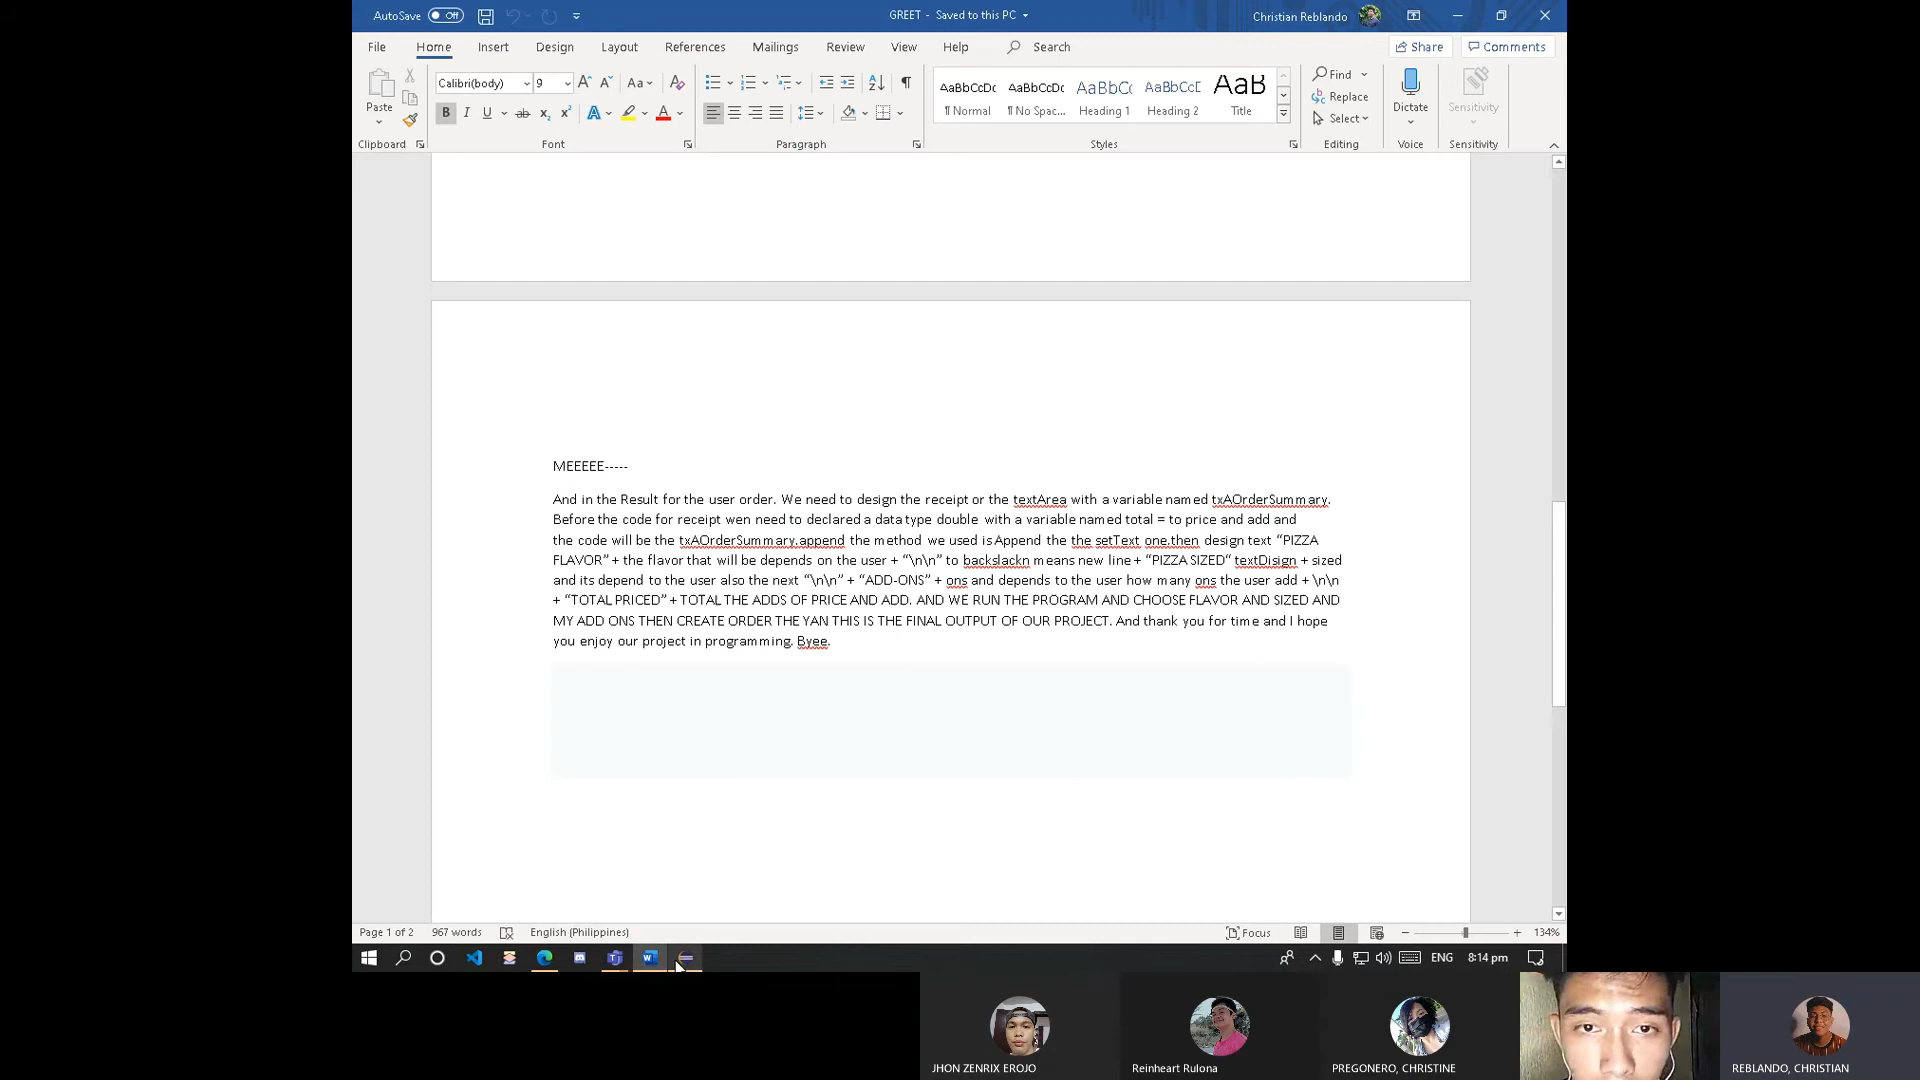 AutoSave Off GREET - Saved to this PC Christian Reblando
File Home Insert Design Layout References Mailings Review View Help Search Share Comments
Calibri(body) 9 Aa AaBbCcDc AaBbCcDc AaBbCc AaBbCcC AaB Find
Paste ¶ Normal ¶ No Spac... Heading 1 Heading 2 Title Replace Dictate Sensitivity
B I U ab x₂ x² A A Select
Clipboard Font Paragraph Styles Editing Voice Sensitivity
MEEEEE-----
And in the Result for the user order. We need to design the receipt or the textArea with a variable named txAOrderSummary.
Before the code for receipt wen need to declared a data type double with a variable named total = to price and add and
the code will be the txAOrderSummary.append the method we used is Append the the setText one.then design text “PIZZA
FLAVOR” + the flavor that will be depends on the user + “\n\n” to backslackn means new line + “PIZZA SIZED“ textDisign + sized
and its depend to the user also the next “\n\n” + “ADD-ONS” + ons and depends to the user how many ons the user add + \n\n
+ “TOTAL PRICED” + TOTAL THE ADDS OF PRICE AND ADD. AND WE RUN THE PROGRAM AND CHOOSE FLAVOR AND SIZED AND
MY ADD ONS THEN CREATE ORDER THE YAN THIS IS THE FINAL OUTPUT OF OUR PROJECT. And thank you for time and I hope
you enjoy our project in programming. Byee.
Page 1 of 2 967 words English (Philippines) Focus 134%
ENG 8:14 pm
JHON ZENRIX EROJO Reinheart Rulona PREGONERO, CHRISTINE REBLANDO, CHRISTIAN